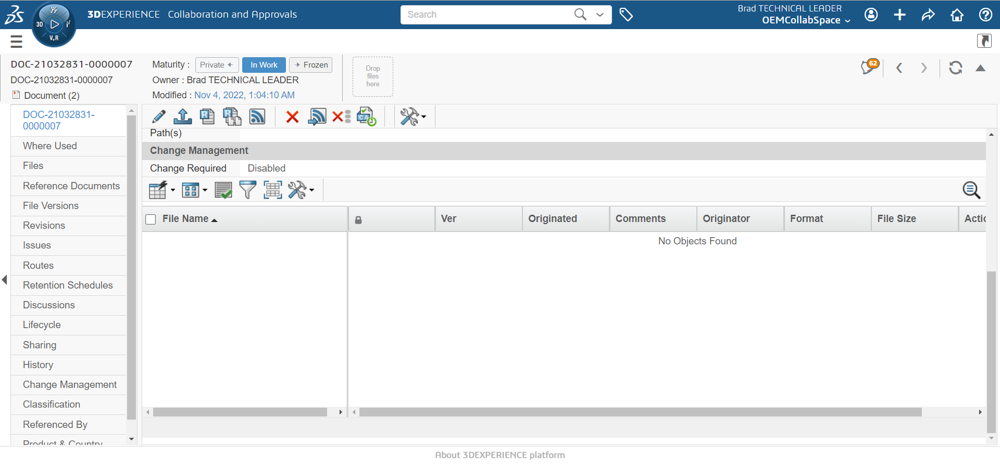 3DEXPERIENCE Collaboration and Approvals
Search
Brad TECHNICAL LEADER
OEMCollabSpace
3D
V.R
DOC-21032831-0000007
DOC-21032831-0000007
Document (2)
Maturity : Private In Work Frozen
Owner : Brad TECHNICAL LEADER
Modified : Nov 4, 2022, 1:04:10 AM
Drop
files
here
62
DOC-21032831-
0000007
Where Used
Files
Reference Documents
File Versions
Revisions
Issues
Routes
Retention Schedules
Discussions
Lifecycle
Sharing
History
Change Management
Classification
Referenced By
Product & Country
Path(s)
Change Management
Change Required Disabled
File Name Ver Originated Comments Originator Format File Size Actio
No Objects Found
About 3DEXPERIENCE platform